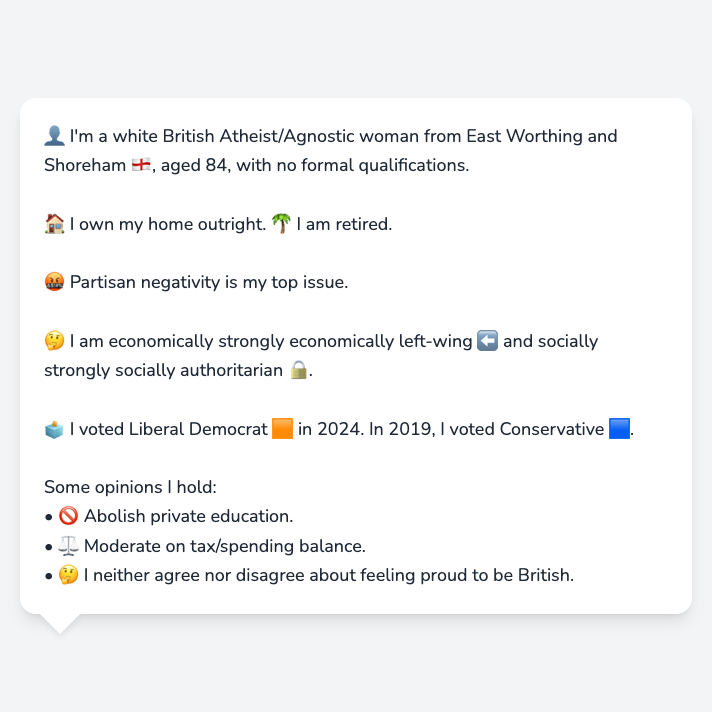 👤 I'm a white British Atheist/Agnostic woman from East Worthing and
Shoreham 🏴󠁧󠁢󠁥󠁮󠁧󠁿, aged 84, with no formal qualifications.
🏠 I own my home outright. 🌴 I am retired.
🤬 Partisan negativity is my top issue.
🤔 I am economically strongly economically left-wing ⬅️ and socially
strongly socially authoritarian 🔒.
🗳️ I voted Liberal Democrat 🟧 in 2024. In 2019, I voted Conservative 🟦.
Some opinions I hold:
• 🚫 Abolish private education.
• ⚖️ Moderate on tax/spending balance.
• 🤔 I neither agree nor disagree about feeling proud to be British.